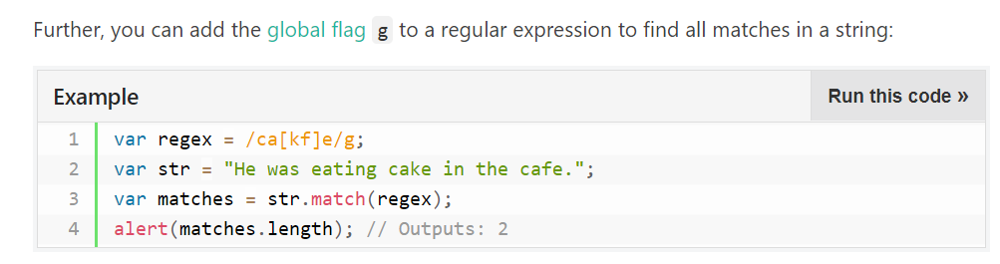 Further, you can add the global flag g to a regular expression to find all matches in a string:
Example
Run this code »
1 var regex = /ca[kf]e/g;
2 var str = "He was eating cake in the cafe.";
3 var matches = str.match(regex);
4 alert(matches.length); // Outputs: 2